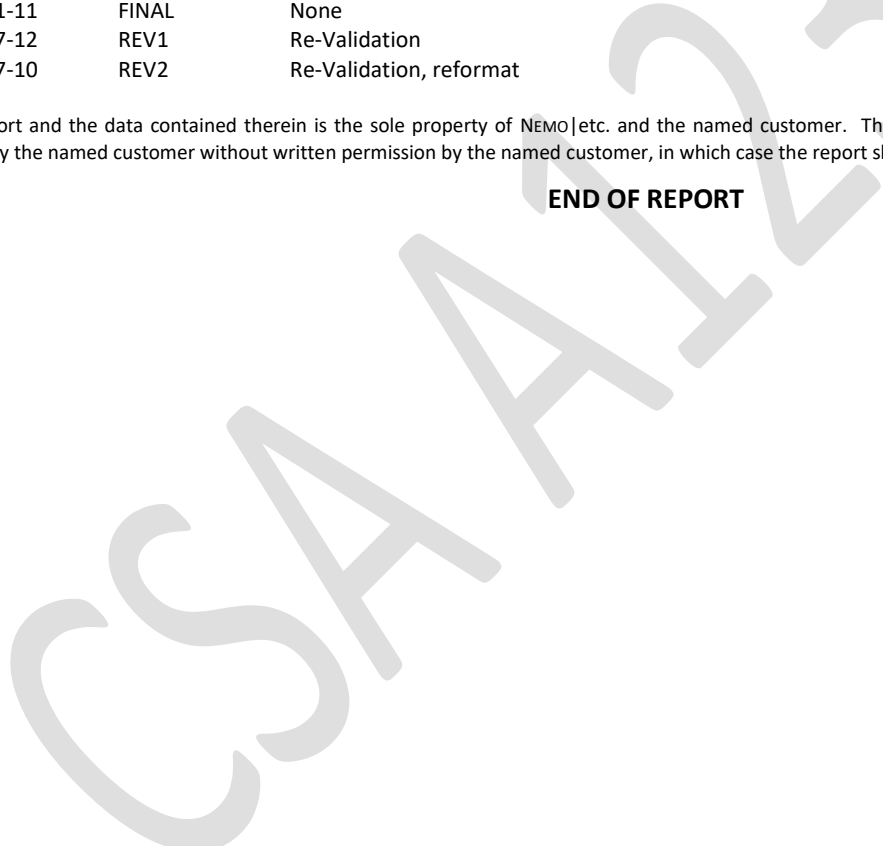 1-11 FINAL None
7-12 REV1 Re-Validation
7-10 REV2 Re-Validation, reformat
ort and the data contained therein is the sole property of NEMO|etc. and the named customer. Th
y the named customer without written permission by the named customer, in which case the report sl
END OF REPORT
CSA A12